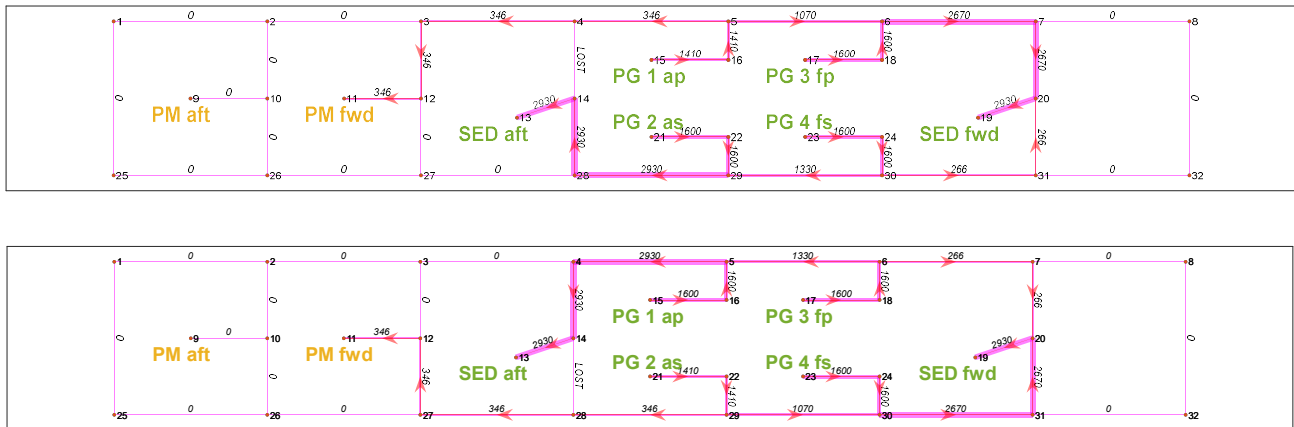 0 0 346 346 1070 2670 0
1 2 3 4 5 6 7 8
0 346 LOST 1410 1600 2670
15 1410 16 17 1600 18
PG 1 ap PG 3 fp
0 9 0 10 11 346 12 2930 14 2930 20 0
PM aft PM fwd 13 PG 2 as PG 4 fs 19
SED aft SED fwd
21 1600 22 23 1600 24
0 0 2930 1600 1600 266
0 0 0 2930 1330 266 0
25 26 27 28 29 30 31 32
0 0 0 2930 1330 266 0
1 2 3 4 5 6 7 8
0 0 2930 1600 1600 266
15 1600 16 17 1600 18
PG 1 ap PG 3 fp
0 9 0 10 11 346 12 2930 14 2930 20 0
PM aft PM fwd 13 PG 2 as PG 4 fs 19
SED aft SED fwd
21 1410 22 23 1600 24
0 346 LOST 1410 1600 2670
0 0 346 346 1070 2670 0
25 26 27 28 29 30 31 32